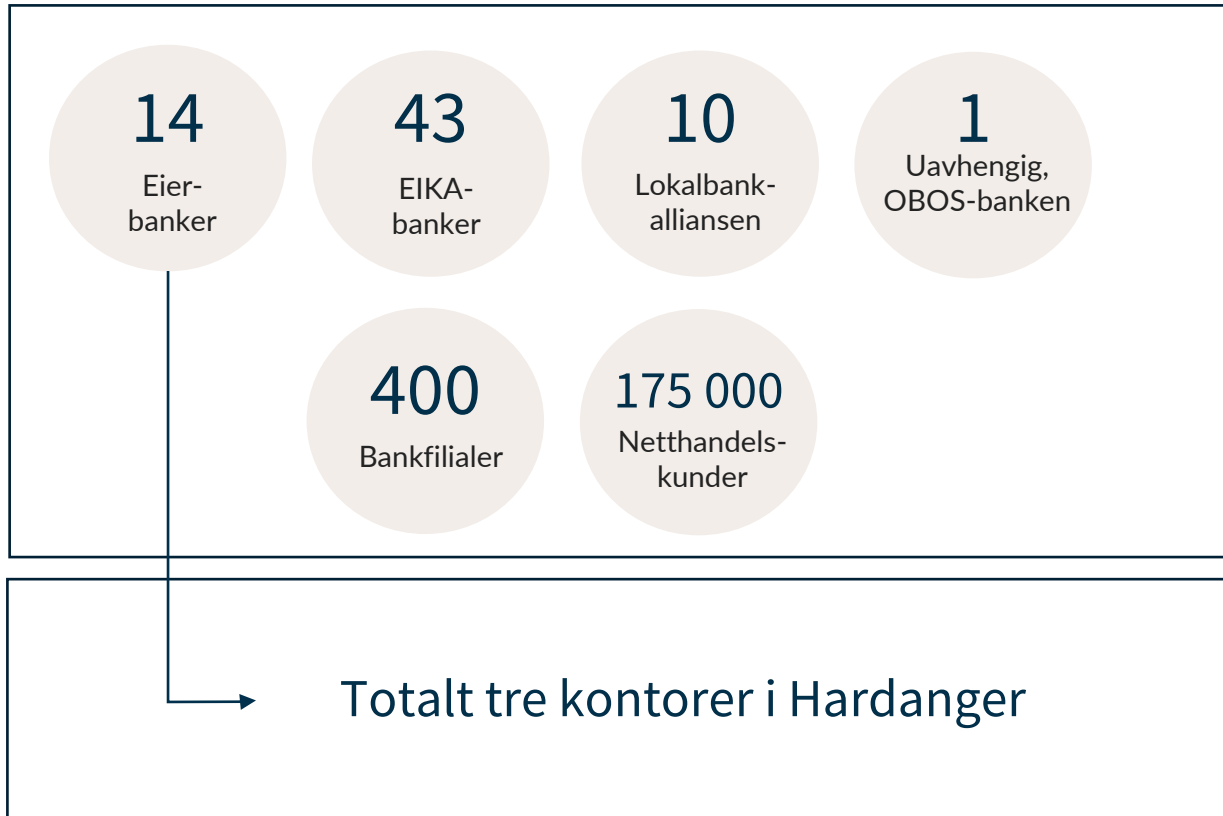 14
Eier-
banker
43
EIKA-
banker
10
Lokalbank-
alliansen
1
Uavhengig,
OBOS-banken
400
Bankfilialer
175 000
Netthandels-
kunder
Totalt tre kontorer i Hardanger